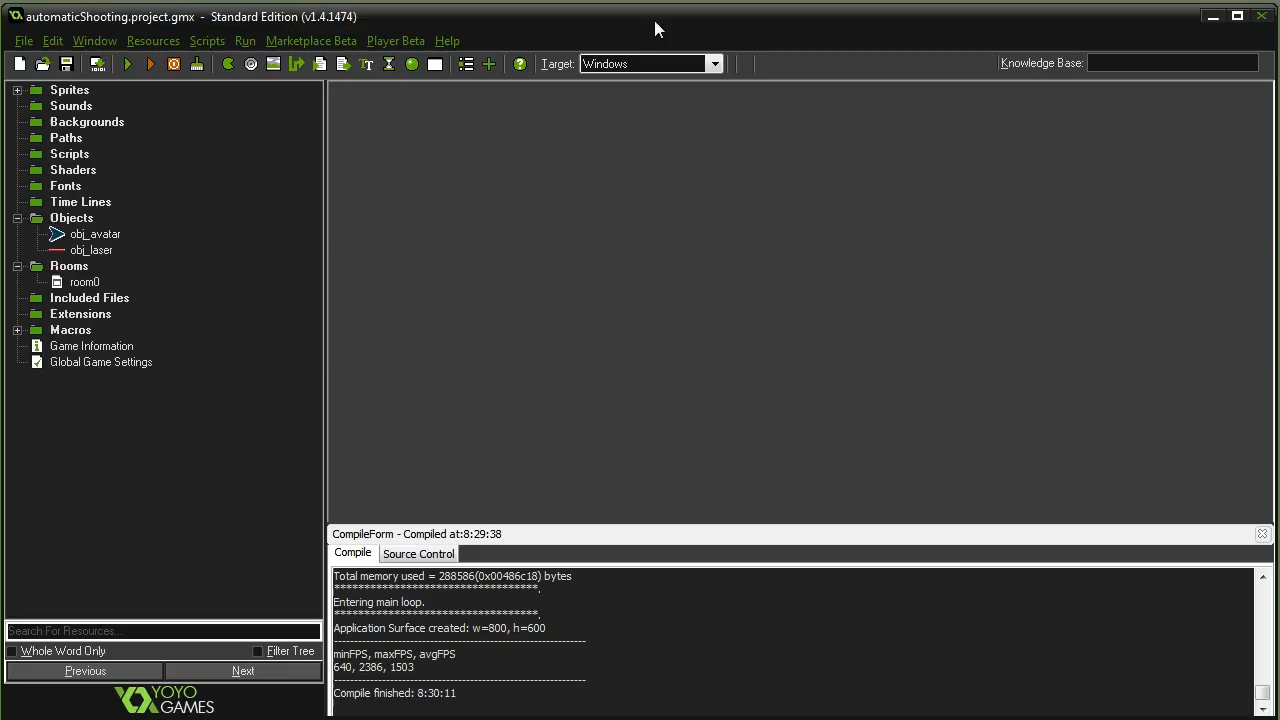 automaticShooting.project.gmx - Standard Edition (v1.4.1474)
File Edit Window Resources Scripts Run Marketplace Beta Player Beta Help
Target: Windows Knowledge Base:
Sprites
Sounds
Backgrounds
Paths
Scripts
Shaders
Fonts
Time Lines
Objects
obj_avatar
obj_laser
Rooms
room0
Included Files
Extensions
Macros
Game Information
Global Game Settings
Search For Resources...
Whole Word Only Filter Tree
Previous Next
YOYO
GAMES
CompileForm - Compiled at:8:29:38
Compile Source Control
Total memory used = 288586(0x00486c18) bytes
**********************************.
Entering main loop.
**********************************.
Application Surface created: w=800, h=600
---------------------------------------------------------------
minFPS, maxFPS, avgFPS
640, 2386, 1503
---------------------------------------------------------------
Compile finished: 8:30:11